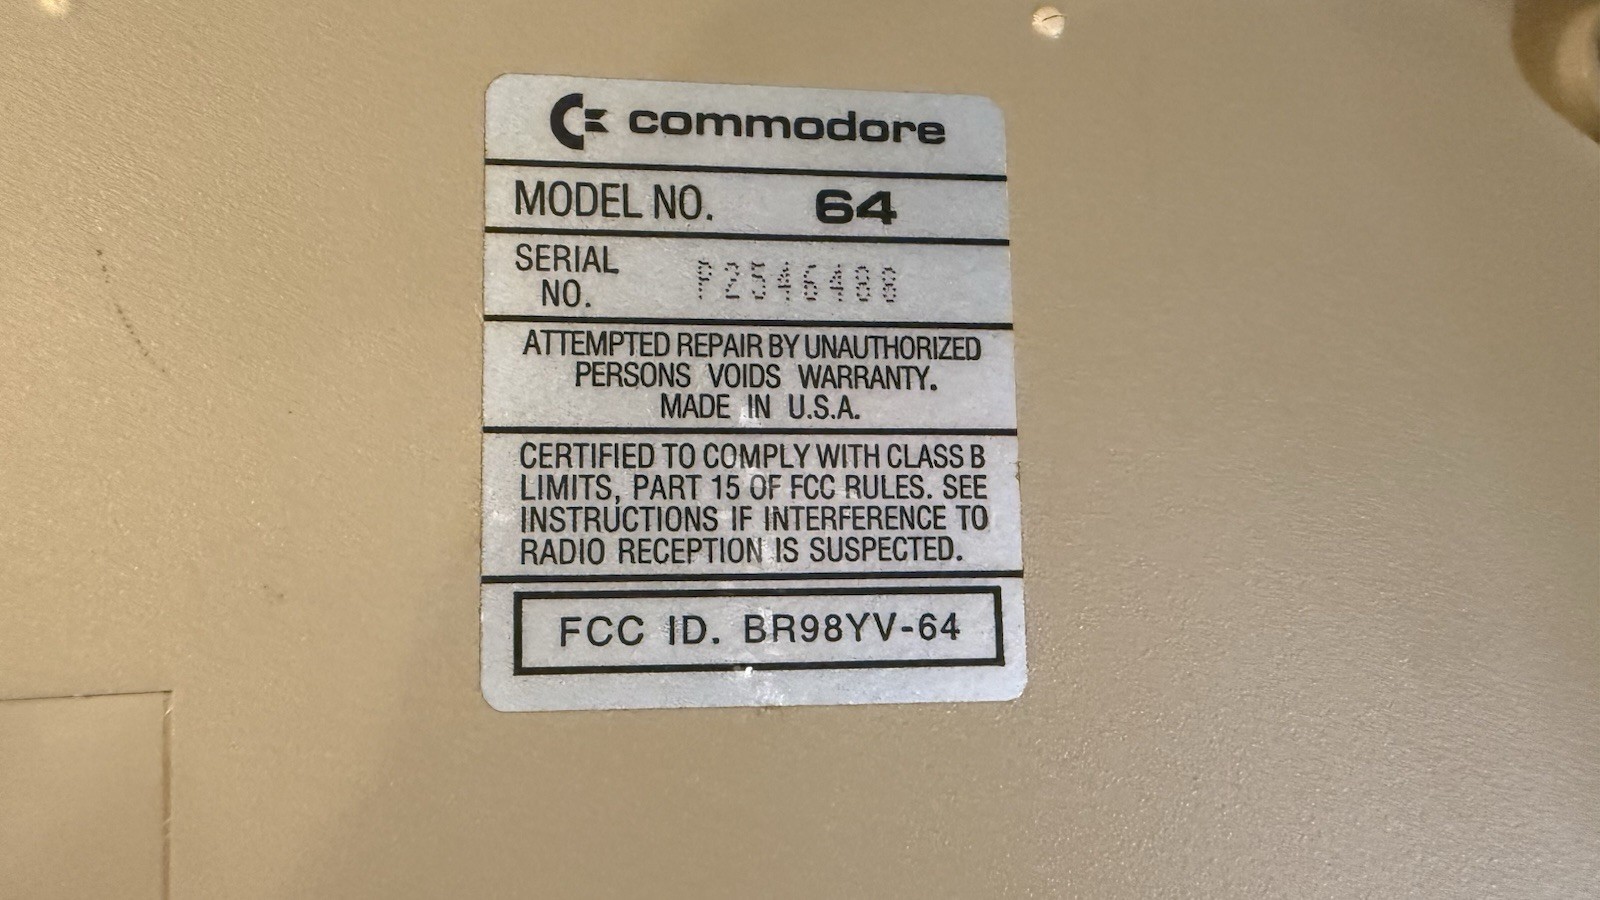 commodore
MODEL NO. 64
SERIAL NO. P2546488
ATTEMPTED REPAIR BY UNAUTHORIZED
PERSONS VOIDS WARRANTY.
MADE IN U.S.A.
CERTIFIED TO COMPLY WITH CLASS B
LIMITS, PART 15 OF FCC RULES. SEE
INSTRUCTIONS IF INTERFERENCE TO
RADIO RECEPTION IS SUSPECTED.
FCC ID. BR98YV-64